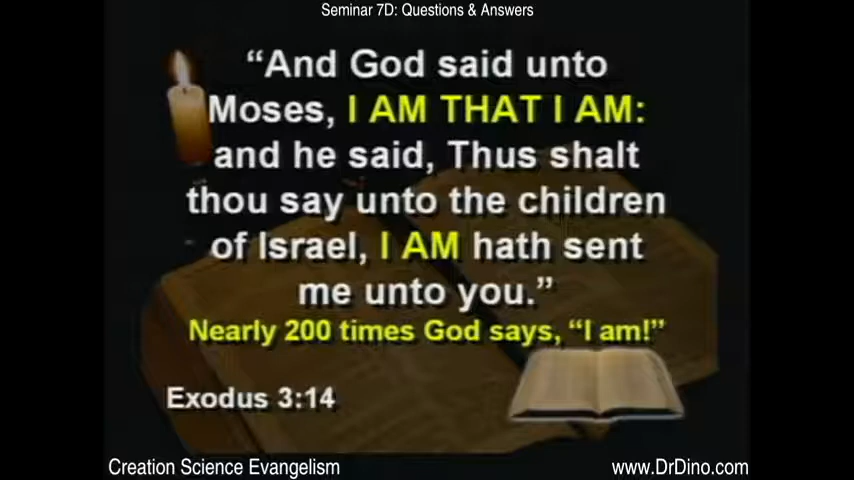 Seminar 7D: Questions & Answers
“And God said unto
Moses, I AM THAT I AM:
and he said, Thus shalt
thou say unto the children
of Israel, I AM hath sent
me unto you.”
Nearly 200 times God says, “I am!”
Exodus 3:14
Creation Science Evangelism
www.DrDino.com